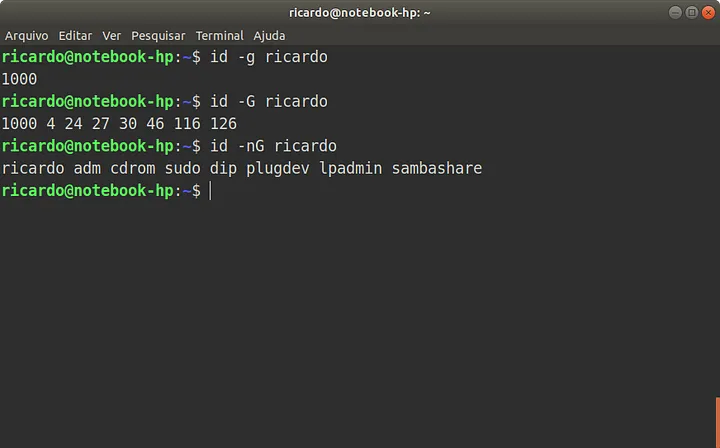 ricardo@notebook-hp: ~
Arquivo Editar Ver Pesquisar Terminal Ajuda
ricardo@notebook-hp:~$ id -g ricardo
1000
ricardo@notebook-hp:~$ id -G ricardo
1000 4 24 27 30 46 116 126
ricardo@notebook-hp:~$ id -nG ricardo
ricardo adm cdrom sudo dip plugdev lpadmin sambashare
ricardo@notebook-hp:~$